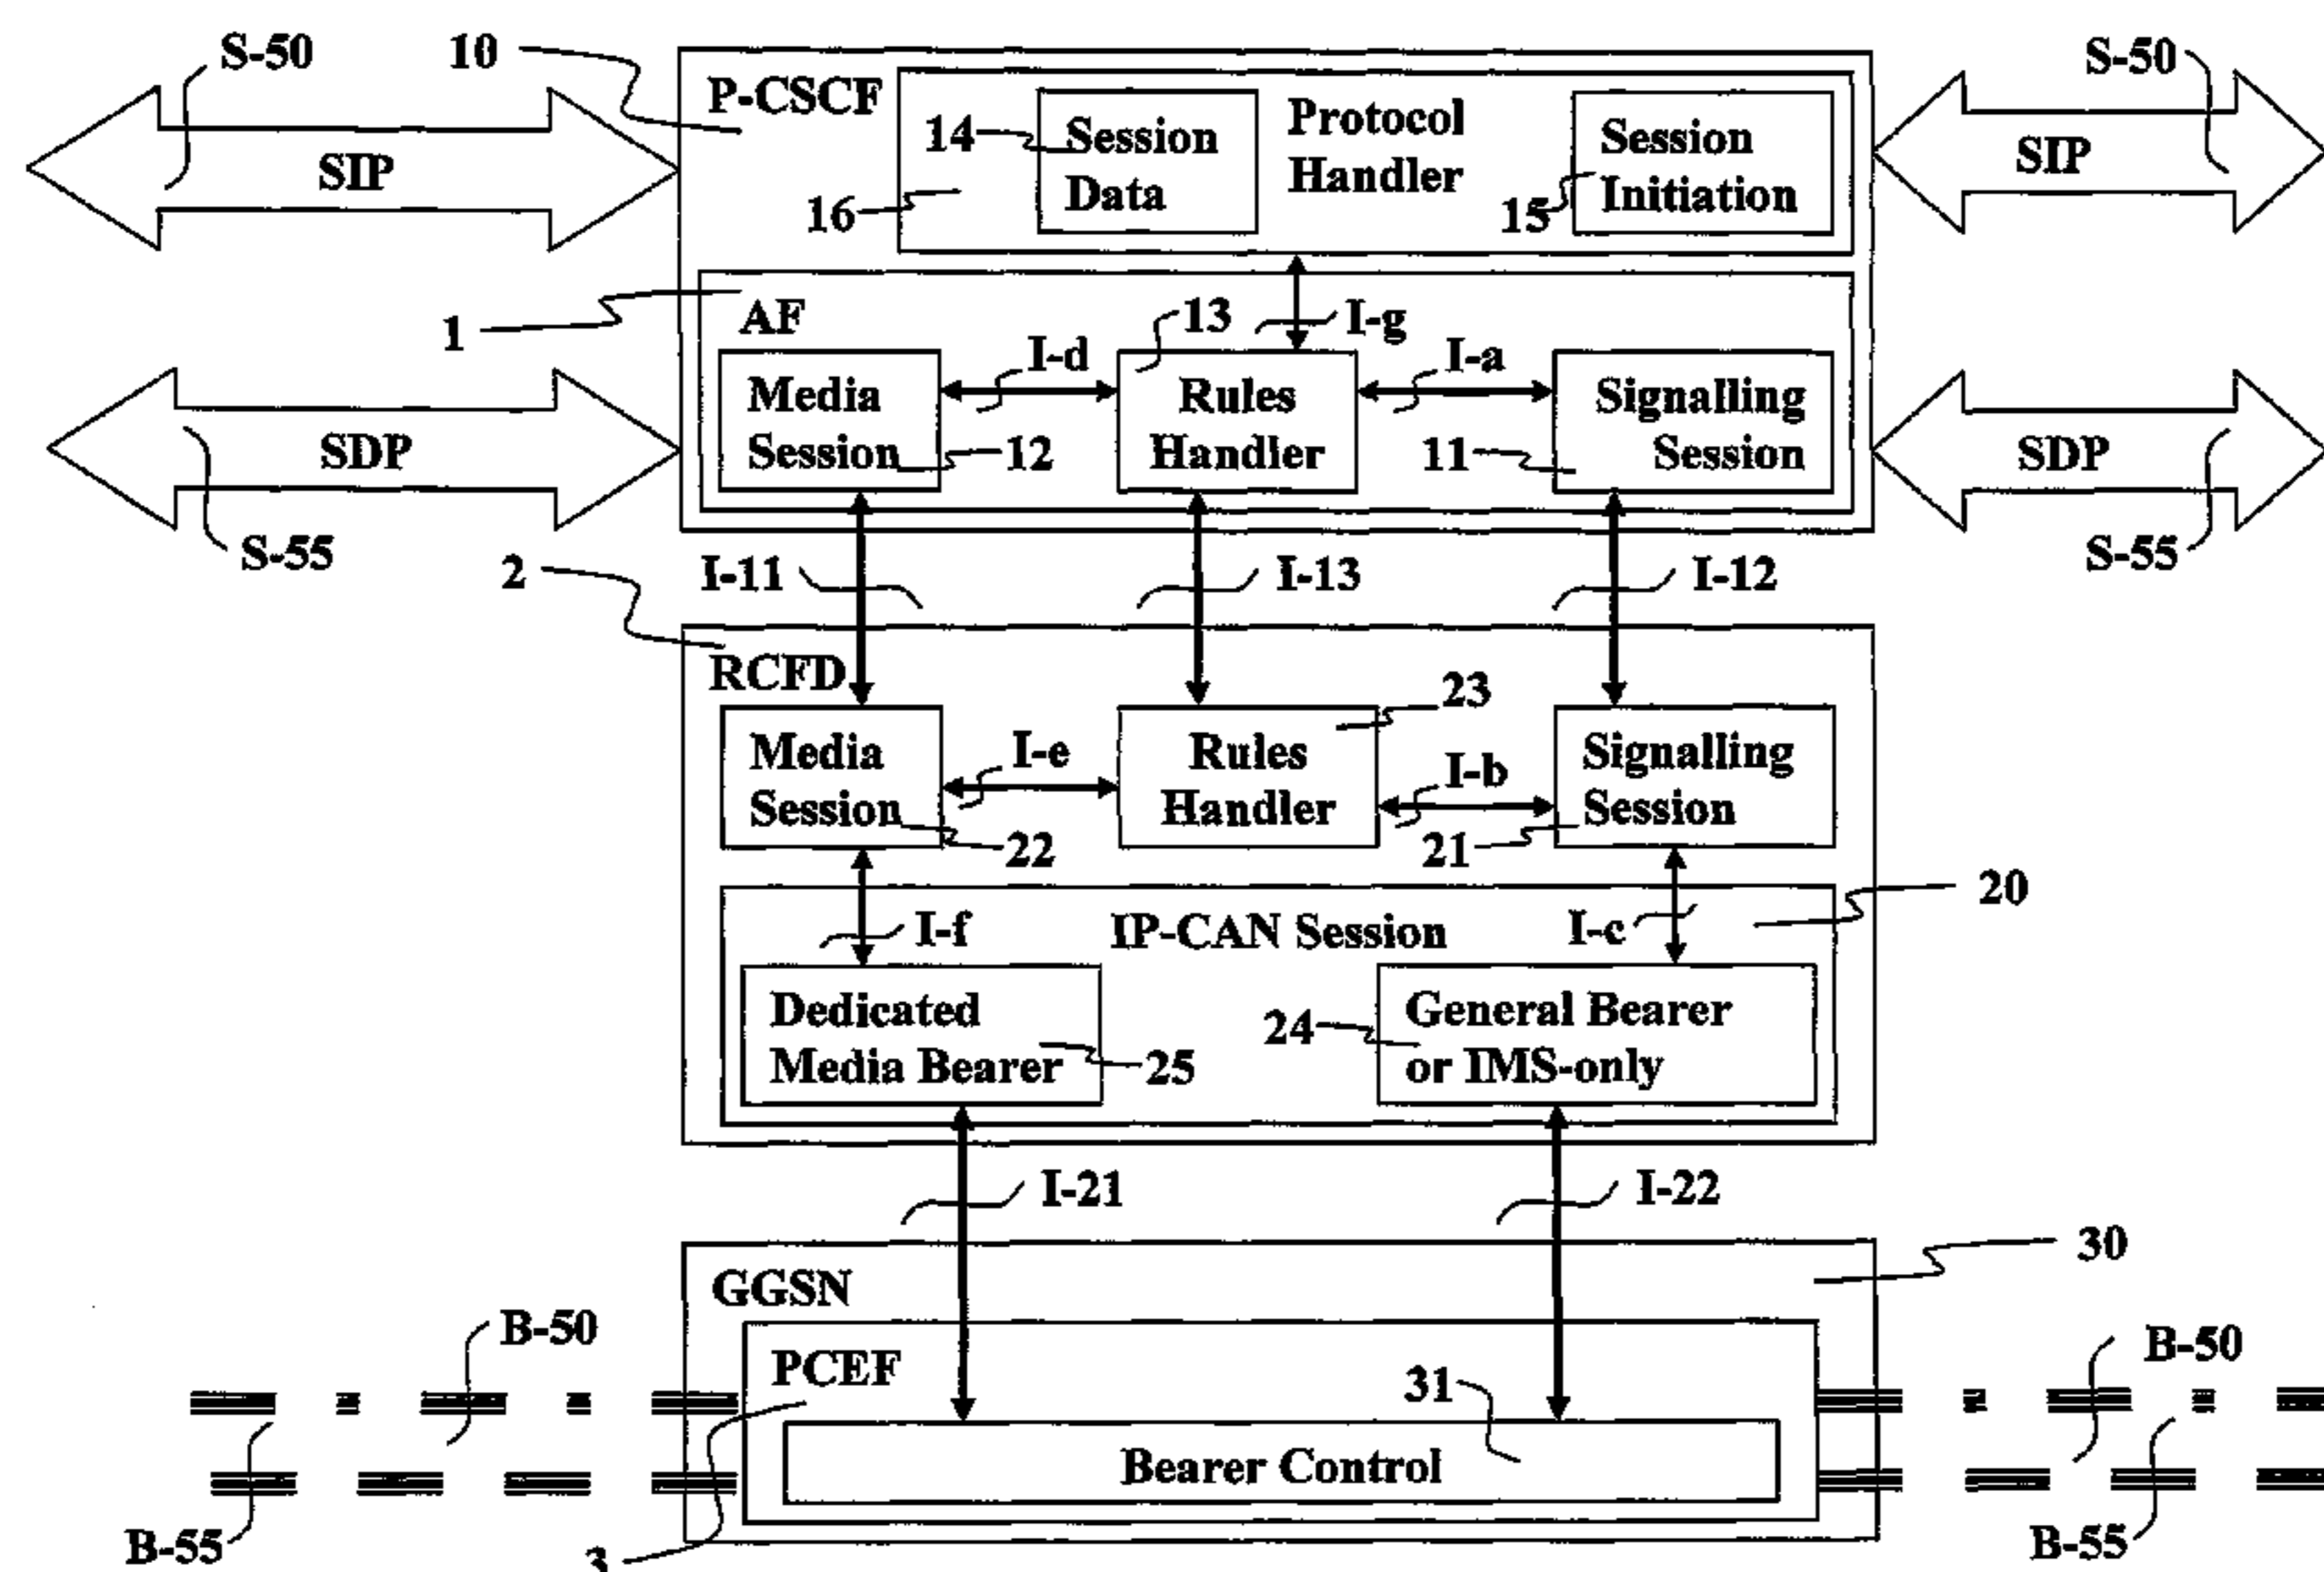 S-50
10
P-CSCF
14
Session
Data
Protocol
Handler
Session
Initiation
S-50
SIP
16
15
SIP
1
AF
I-d
13
I-g
I-a
Media
Session
12
Rules
Handler
11
Signalling
Session
SDP
SDP
S-55
2
I-11
I-13
I-12
S-55
RCFD
23
Media
Session
22
I-e
Rules
Handler
I-b
21
Signalling
Session
20
I-f
IP-CAN Session
I-c
Dedicated
Media Bearer
25
24
General Bearer
or IMS-only
I-21
I-22
30
GGSN
B-50
PCEF
31
B-50
Bearer Control
B-55
3
B-55